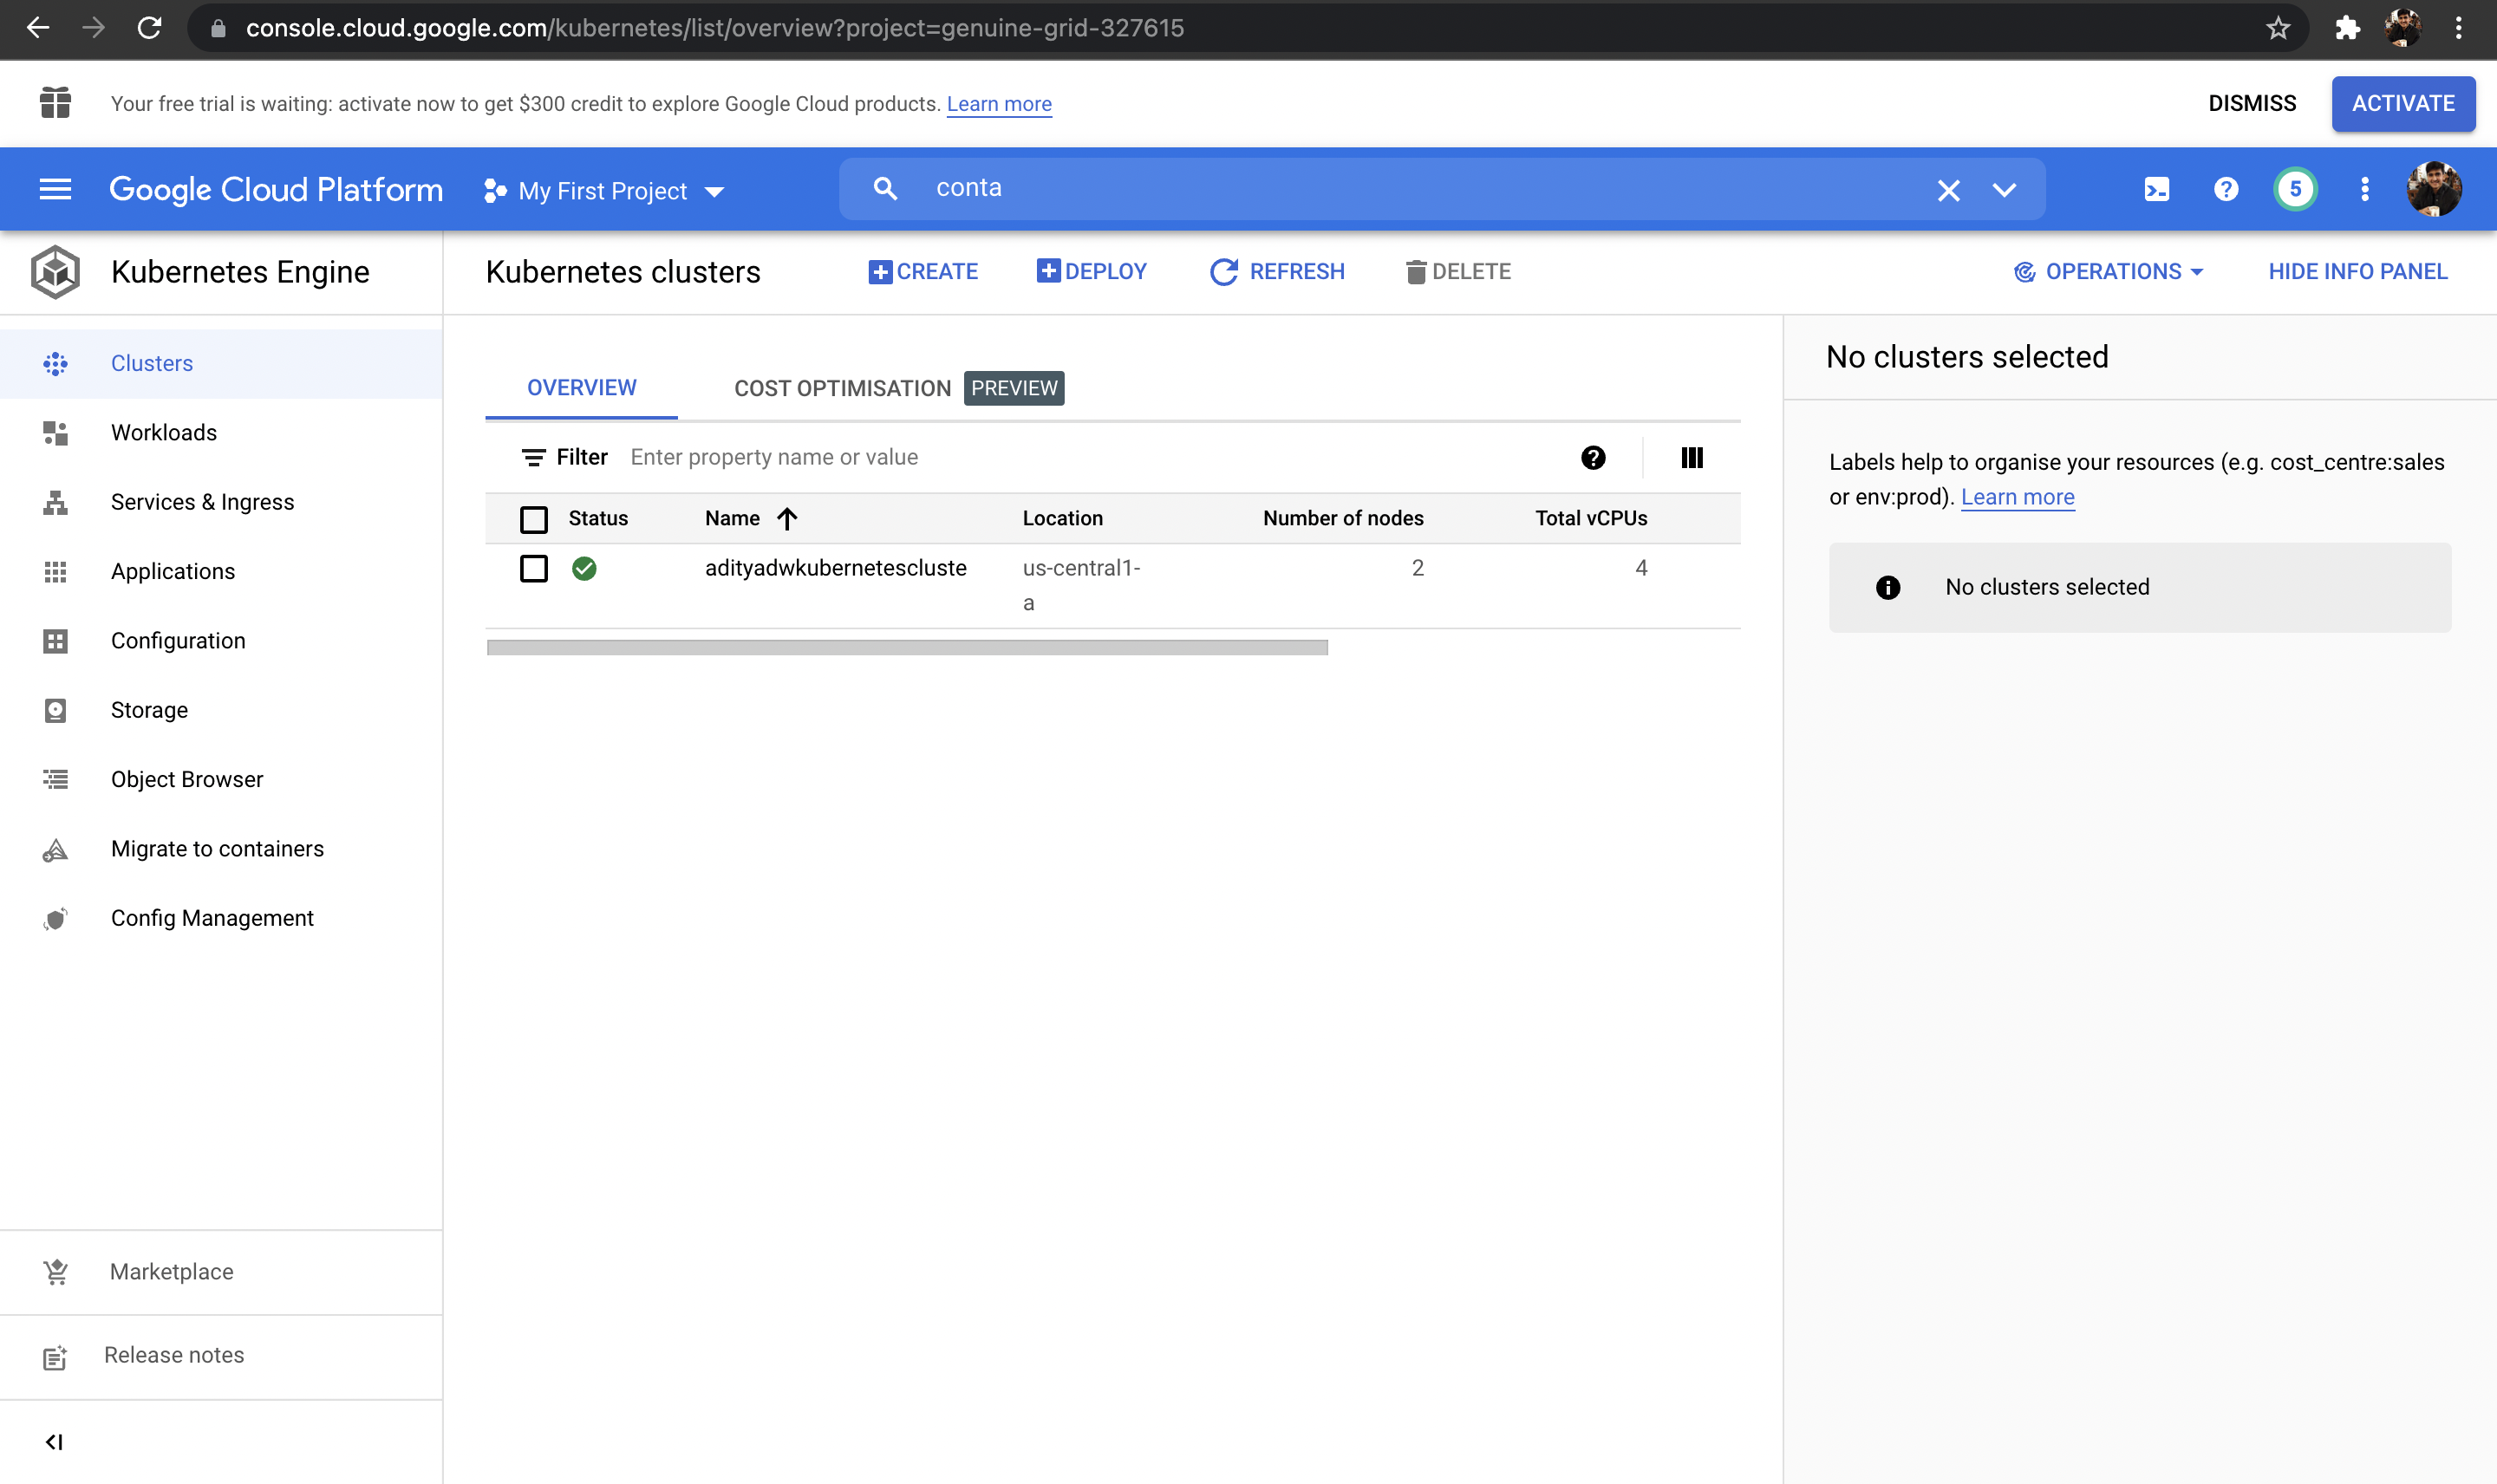 console.cloud.google.com/kubernetes/list/overview?project=genuine-grid-327615
Your free trial is waiting: activate now to get $300 credit to explore Google Cloud products. Learn more
DISMISS
ACTIVATE
Google Cloud Platform
My First Project
conta
5
Kubernetes Engine
Kubernetes clusters
CREATE
DEPLOY
REFRESH
DELETE
OPERATIONS
HIDE INFO PANEL
Clusters
Workloads
Services & Ingress
Applications
Configuration
Storage
Object Browser
Migrate to containers
Config Management
Marketplace
Release notes
OVERVIEW
COST OPTIMISATION PREVIEW
Filter Enter property name or value
Status Name Location Number of nodes Total vCPUs
adityadwkubernetescluste us-central1- 2 4
a
No clusters selected
Labels help to organise your resources (e.g. cost_centre:sales
or env:prod). Learn more
No clusters selected